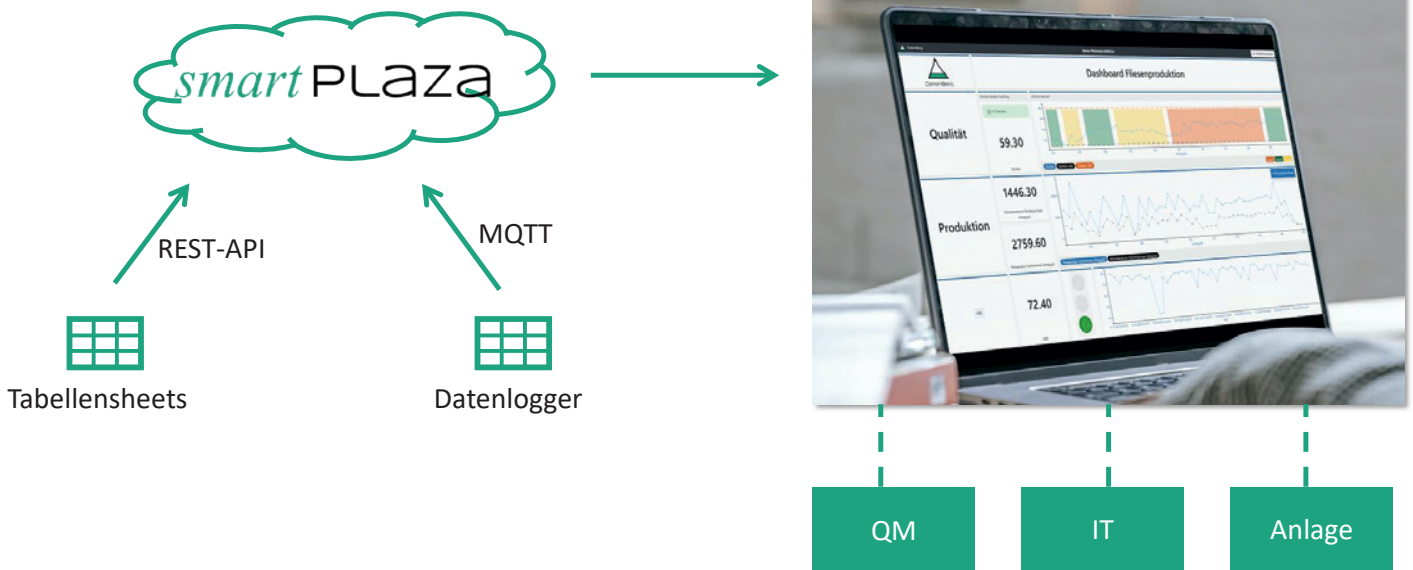 smart PLaza
REST-API
MQTT
Tabellensheets
Datenlogger
Dashboard Fliesenproduktion
Qualität
59.30
1446.30
Produktion
2759.60
72.40
QM
IT
Anlage